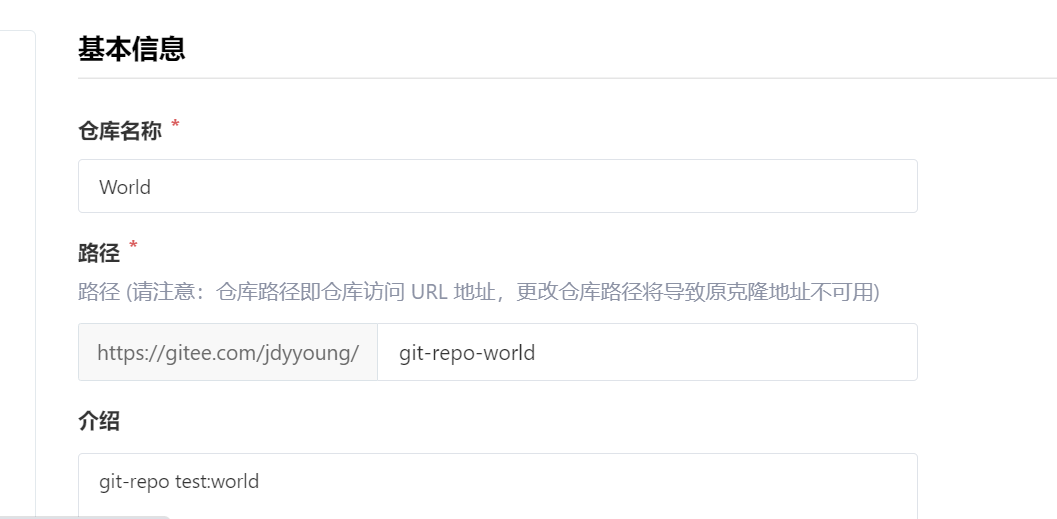 基本信息
仓库名称 *
World
路径 *
路径 (请注意：仓库路径即仓库访问 URL 地址，更改仓库路径将导致原克隆地址不可用)
https://gitee.com/jdyyoung/ git-repo-world
介绍
git-repo test:world